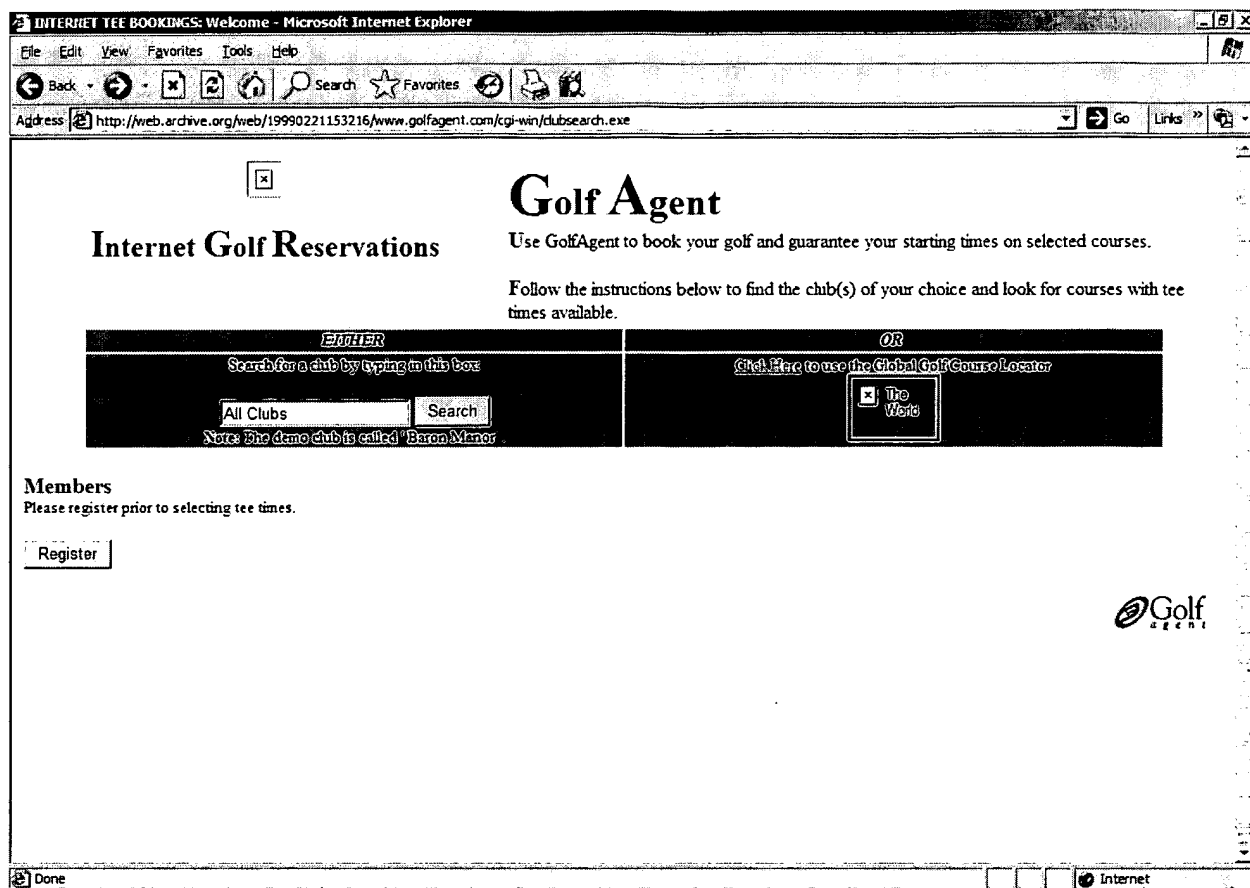 INTERNET TEE BOOKINGS: Welcome - Microsoft Internet Explorer
File Edit View Favorites Tools Help
Back Search Favorites
Address http://web.archive.org/web/19990221153216/www.golfagent.com/cgi-win/clubsearch.exe Go Links »
Internet Golf Reservations
Golf Agent
Use GolfAgent to book your golf and guarantee your starting times on selected courses.
Follow the instructions below to find the club(s) of your choice and look for courses with tee
times available.
EITHER
Search for a club by typing in this box:
All Clubs Search
Note: The demo club is called "Baron Manor
OR
Click Here to use the Global Golf Course Locator
The
World
Members
Please register prior to selecting tee times.
Register
Golf
agent
Done Internet